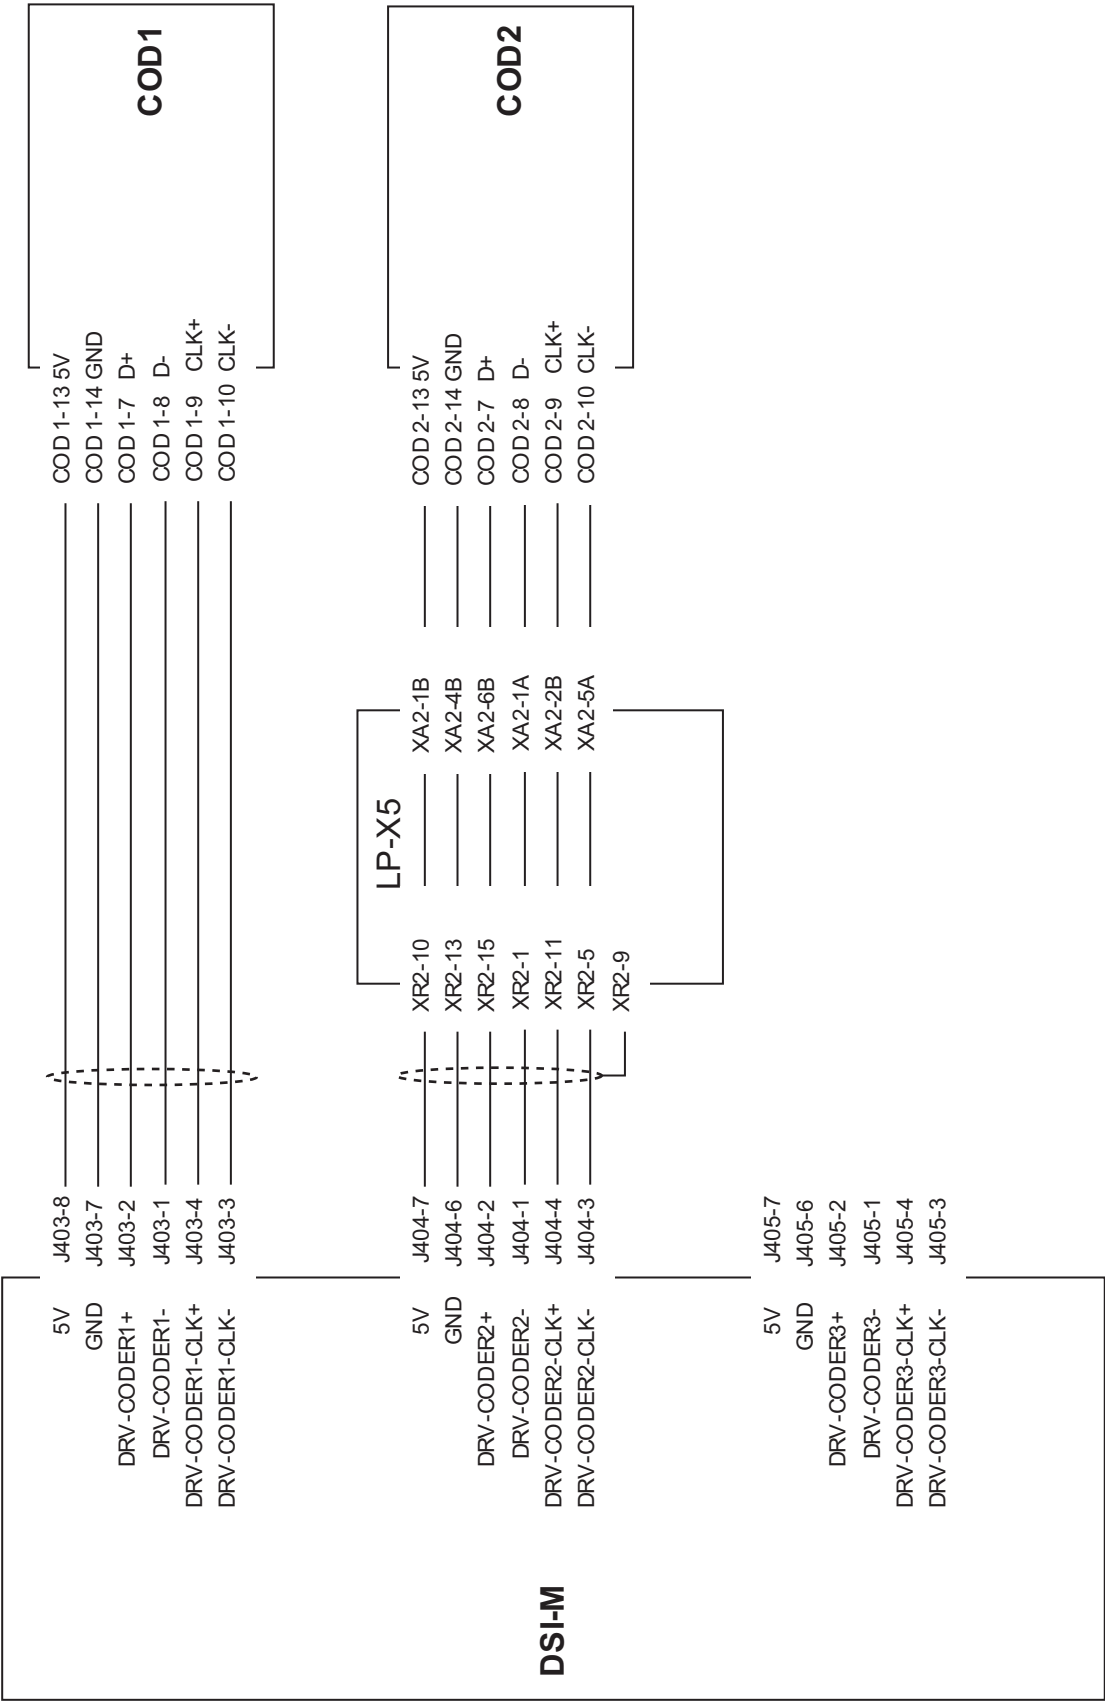 COD1
COD 1-13 5V
COD 1-14 GND
COD 1-7 D+
COD 1-8 D-
COD 1-9 CLK+
COD 1-10 CLK-
J403-8
J403-7
J403-2
J403-1
J403-4
J403-3
5V
GND
DRV-CODER1+
DRV-CODER1-
DRV-CODER1-CLK+
DRV-CODER1-CLK-
COD2
COD 2-13 5V
COD 2-14 GND
COD 2-7 D+
COD 2-8 D-
COD 2-9 CLK+
COD 2-10 CLK-
XA2-1B
XA2-4B
XA2-6B
XA2-1A
XA2-2B
XA2-5A
LP-X5
XR2-10
XR2-13
XR2-15
XR2-1
XR2-11
XR2-5
XR2-9
J404-7
J404-6
J404-2
J404-1
J404-4
J404-3
5V
GND
DRV-CODER2+
DRV-CODER2-
DRV-CODER2-CLK+
DRV-CODER2-CLK-
J405-7
J405-6
J405-2
J405-1
J405-4
J405-3
5V
GND
DRV-CODER3+
DRV-CODER3-
DRV-CODER3-CLK+
DRV-CODER3-CLK-
DSI-M